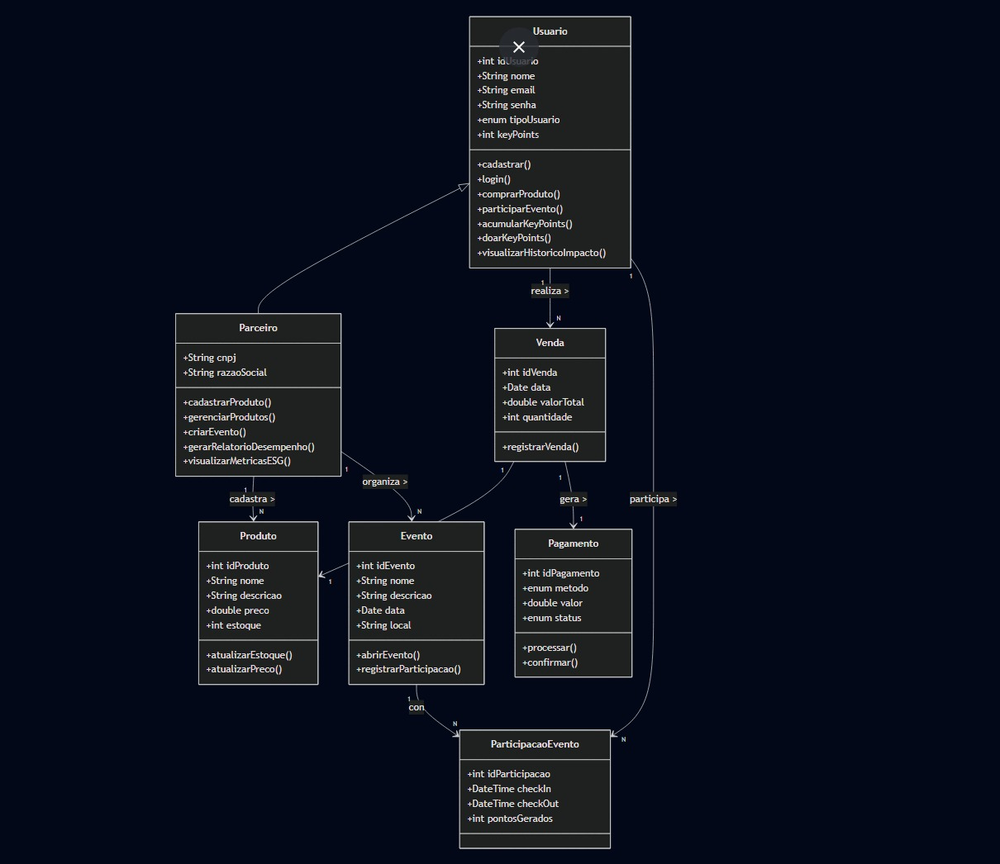 Usuario
+int idUsuario
+String nome
+String email
+String senha
+enum tipoUsuario
+int keyPoints
+cadastrar()
+login()
+comprarProduto()
+participarEvento()
+acumularKeyPoints()
+doarKeyPoints()
+visualizarHistoricoImpacto()
1
1
realiza >
N
Parceiro
+String cnpj
+String razaoSocial
+cadastrarProduto()
+gerenciarProdutos()
+criarEvento()
+gerarRelatorioDesempenho()
+visualizarMetricasESG()
Venda
+int idVenda
+Date data
+double valorTotal
+int quantidade
+registrarVenda()
1
1
1
1
organiza >
cadastra >
gera >
participa >
N
N
1
Produto
+int idProduto
+String nome
+String descricao
+double preco
+int estoque
+atualizarEstoque()
+atualizarPreco()
1
Evento
+int idEvento
+String nome
+String descricao
+Date data
+String local
+abrirEvento()
+registrarParticipacao()
Pagamento
+int idPagamento
+enum metodo
+double valor
+enum status
+processar()
+confirmar()
1
con
N
N
ParticipacaoEvento
+int idParticipacao
+DateTime checkIn
+DateTime checkOut
+int pontosGerados